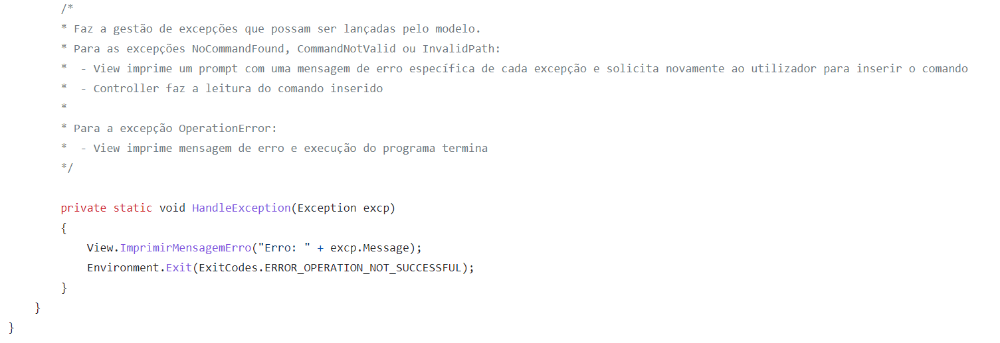 /*
* Faz a gestão de excepções que possam ser lançadas pelo modelo.
* Para as excepções NoCommandFound, CommandNotValid ou InvalidPath:
*  - View imprime um prompt com uma mensagem de erro específica de cada excepção e solicita novamente ao utilizador para inserir o comando
*  - Controller faz a leitura do comando inserido
*
* Para a excepção OperationError:
*  - View imprime mensagem de erro e execução do programa termina
*/
private static void HandleException(Exception excp)
{
View.ImprimirMensagemErro("Erro: " + excp.Message);
Environment.Exit(ExitCodes.ERROR_OPERATION_NOT_SUCCESSFUL);
}
}
}